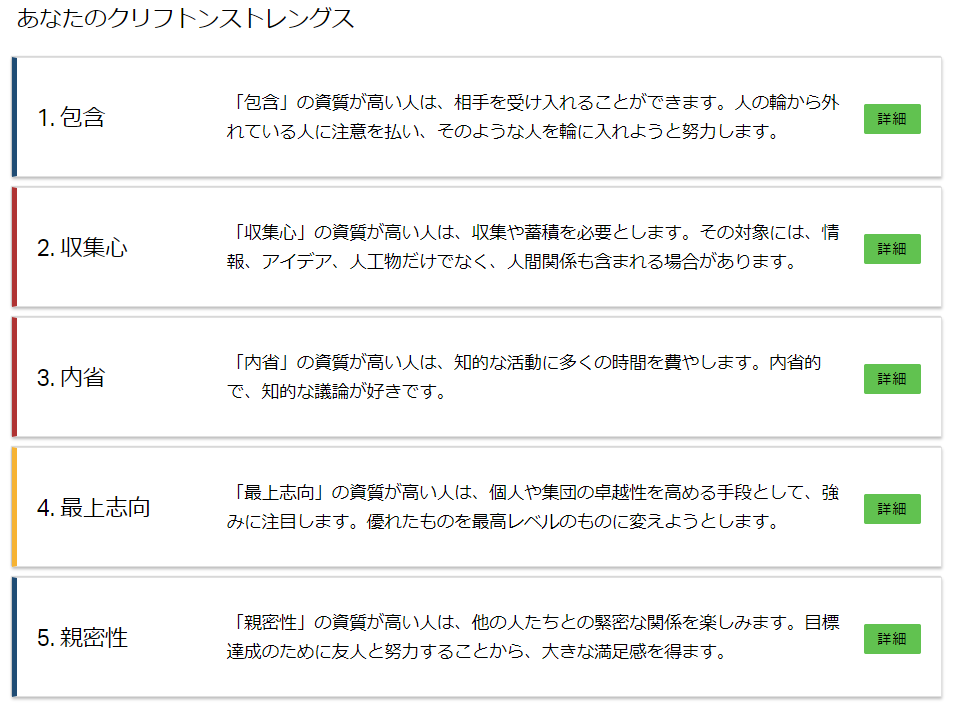 あなたのクリフトンストレングス
1. 包含
「包含」の資質が高い人は、相手を受け入れることができます。人の輪から外
れている人に注意を払い、そのような人を輪に入れようと努力します。
詳細
2. 収集心
「収集心」の資質が高い人は、収集や蓄積を必要とします。その対象には、情
報、アイデア、人工物だけでなく、人間関係も含まれる場合があります。
詳細
3. 内省
「内省」の資質が高い人は、知的な活動に多くの時間を費やします。内省的
で、知的な議論が好きです。
詳細
4. 最上志向
「最上志向」の資質が高い人は、個人や集団の卓越性を高める手段として、強
みに注目します。優れたものを最高レベルのものに変えようとします。
詳細
5. 親密性
「親密性」の資質が高い人は、他の人たちとの緊密な関係を楽しみます。目標
達成のために友人と努力することから、大きな満足感を得ます。
詳細